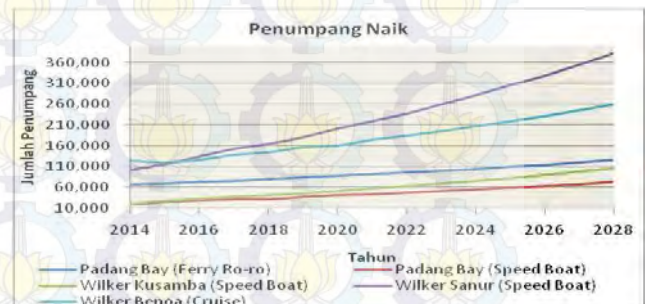 Penumpang Naik
Jumlah Penumpang
360,000
310,000
260,000
210,000
160,000
110,000
60,000
10,000
2014 2016 2018 2020 2022 2024 2026 2028
Tahun
Padang Bay (Ferry Ro-ro) Padang Bay (Speed Boat)
Wilker Kusamba (Speed Boat) Wilker Sanur (Speed Boat)
Wilker Benoa (Cruise)